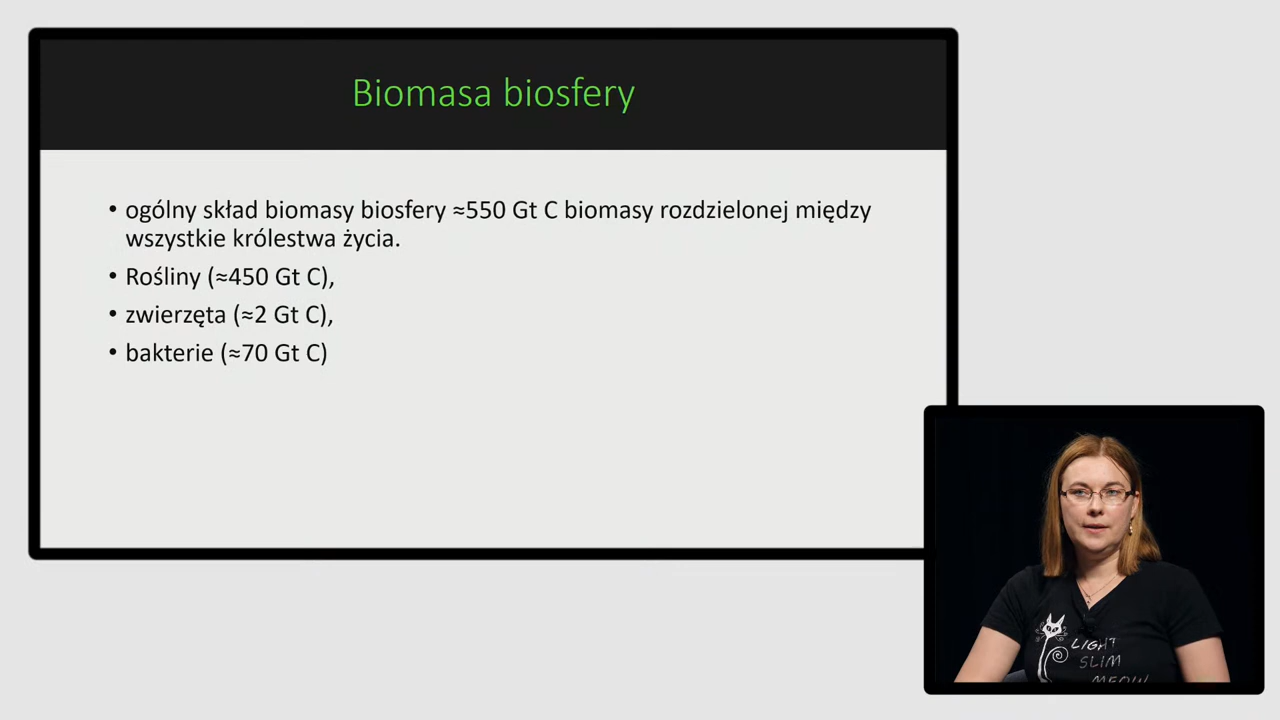 Biomasa biosfery
• ogólny skład biomasy biosfery ≈550 Gt C biomasy rozdzielonej między
wszystkie królestwa życia.
• Rośliny (≈450 Gt C),
• zwierzęta (≈2 Gt C),
• bakterie (≈70 Gt C)
LIGHT
SLIM
MEOW